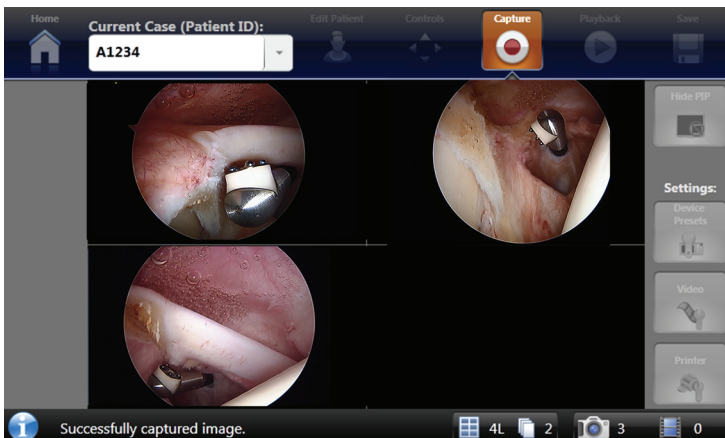 Home
Current Case (Patient ID):
A1234
Edit Patient
Controls
Capture
Playback
Save
Hide PIP
Settings:
Device
Presets
Video
Printer
Successfully captured image.
4L
2
3
0